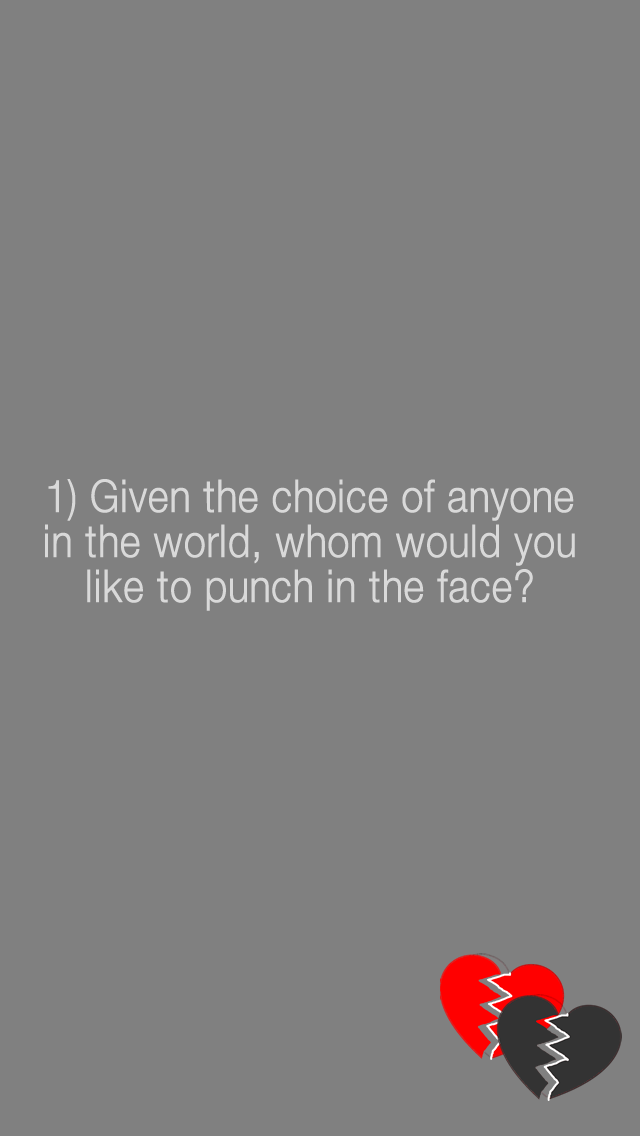 1) Given the choice of anyone
in the world, whom would you
like to punch in the face?